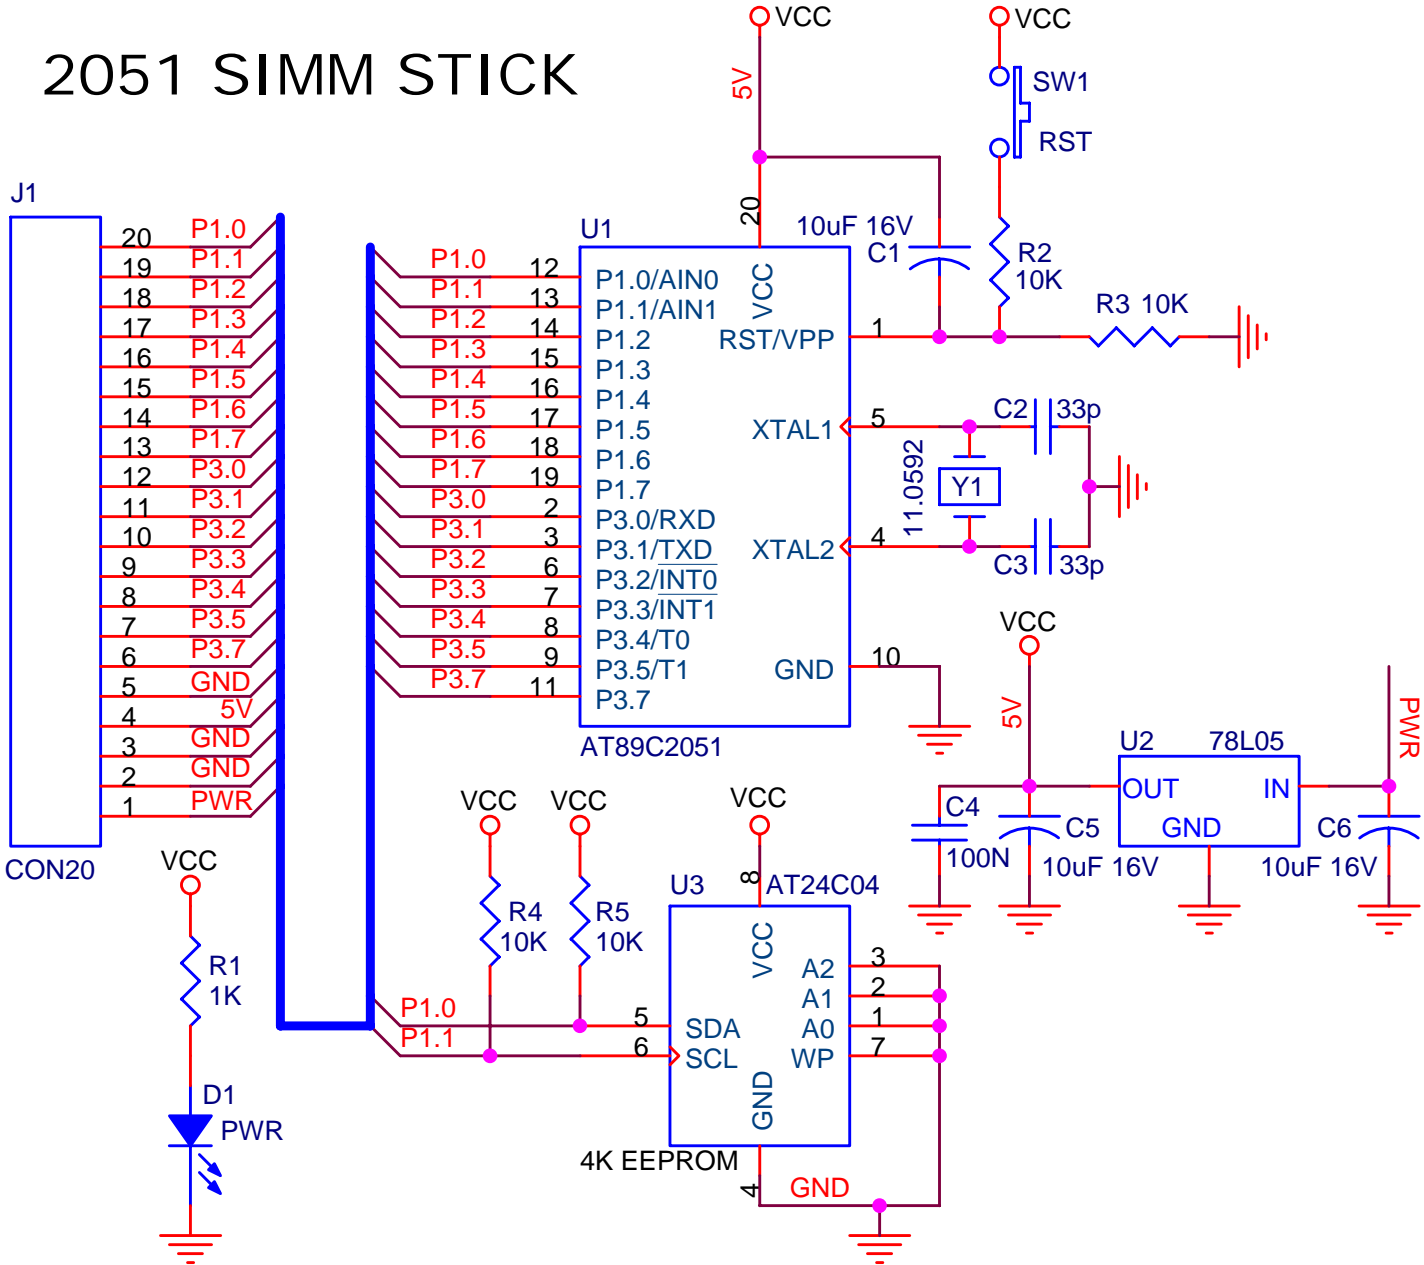 2051 SIMM STICK
VCC
VCC
5V
SW1
RST
J1
20 P1.0
19 P1.1
18 P1.2
17 P1.3
16 P1.4
15 P1.5
14 P1.6
13 P1.7
12 P3.0
11 P3.1
10 P3.2
9 P3.3
8 P3.4
7 P3.5
6 P3.7
5 GND
4 5V
3 GND
2 GND
1 PWR
CON20
U1
20
VCC
P1.0 12 P1.0/AIN0
P1.1 13 P1.1/AIN1
P1.2 14 P1.2
P1.3 15 P1.3
P1.4 16 P1.4
P1.5 17 P1.5
P1.6 18 P1.6
P1.7 19 P1.7
P3.0 2 P3.0/RXD
P3.1 3 P3.1/TXD
P3.2 6 P3.2/INT0
P3.3 7 P3.3/INT1
P3.4 8 P3.4/T0
P3.5 9 P3.5/T1
P3.7 11 P3.7
RST/VPP 1
XTAL1 5
XTAL2 4
GND 10
AT89C2051
10uF 16V
C1
R2
10K
R3 10K
C2 33p
11.0592
Y1
C3 33p
VCC
5V
PWR
U2 78L05
OUT IN
GND
C4
100N
C5
10uF 16V
C6
10uF 16V
VCC
R1
1K
D1
PWR
VCC
VCC
VCC
R4
10K
R5
10K
P1.0
P1.1
U3
8
AT24C04
VCC
5 SDA
6 SCL
A2 3
A1 2
A0 1
WP 7
GND
4K EEPROM
4
GND